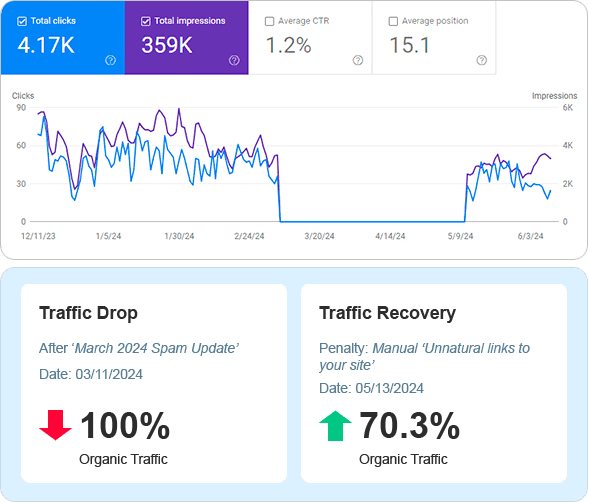 Total clicks
4.17K
Total impressions
359K
Average CTR
1.2%
Average position
15.1
Clicks
Impressions
90
60
30
0
6K
4K
2K
0
12/11/23
1/5/24
1/30/24
2/24/24
3/20/24
4/14/24
5/9/24
6/3/24
Traffic Drop
After ‘March 2024 Spam Update’
Date: 03/11/2024
100%
Organic Traffic
Traffic Recovery
Penalty: Manual ‘Unnatural links to
your site’
Date: 05/13/2024
70.3%
Organic Traffic